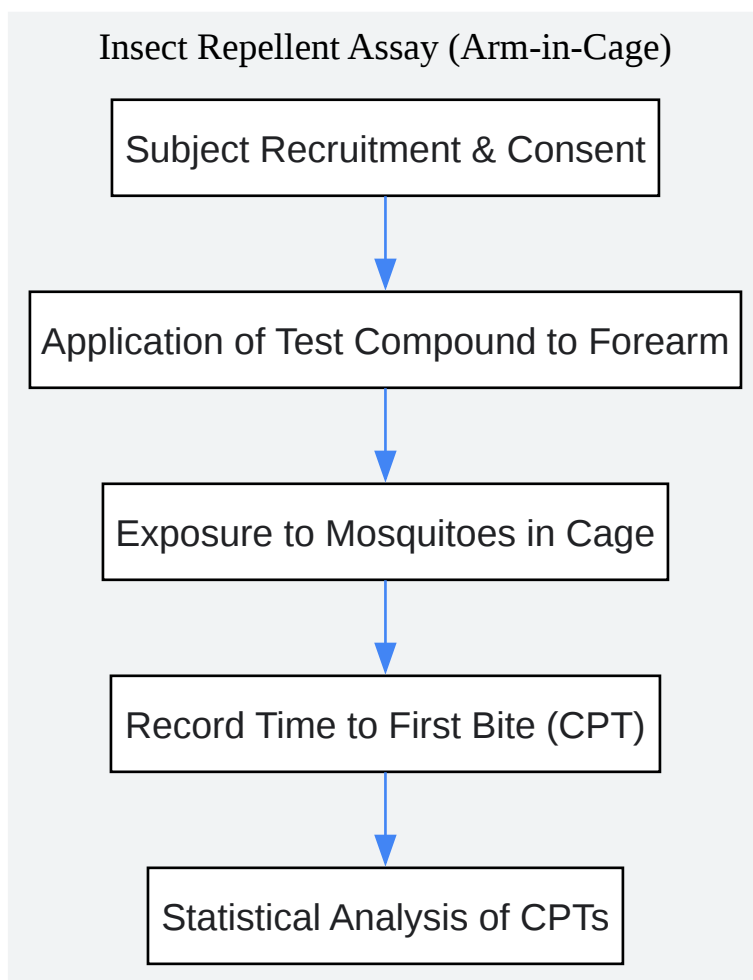 Insect Repellent Assay (Arm-in-Cage)
Subject Recruitment & Consent
Application of Test Compound to Forearm
Exposure to Mosquitoes in Cage
Record Time to First Bite (CPT)
Statistical Analysis of CPTs